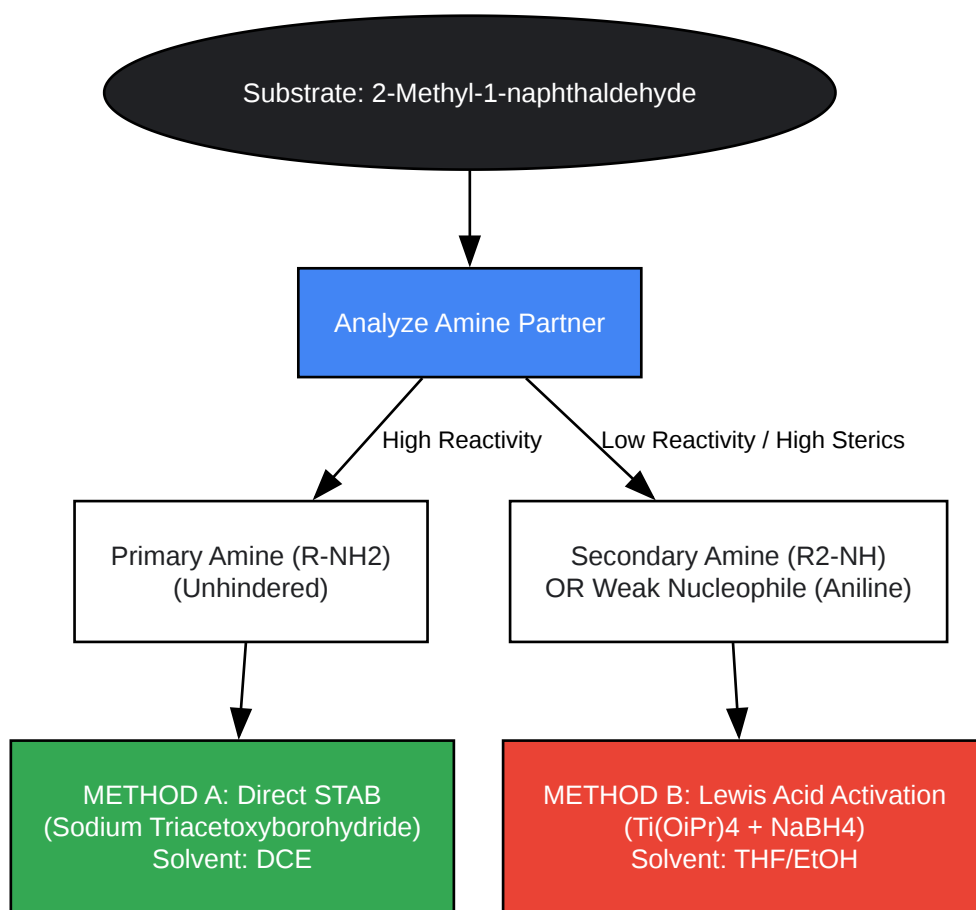 Substrate: 2-Methyl-1-naphthaldehyde
Analyze Amine Partner
High Reactivity
Low Reactivity / High Sterics
Primary Amine (R-NH2)
(Unhindered)
Secondary Amine (R2-NH)
OR Weak Nucleophile (Aniline)
METHOD A: Direct STAB
(Sodium Triacetoxyborohydride)
Solvent: DCE
METHOD B: Lewis Acid Activation
(Ti(OiPr)4 + NaBH4)
Solvent: THF/EtOH